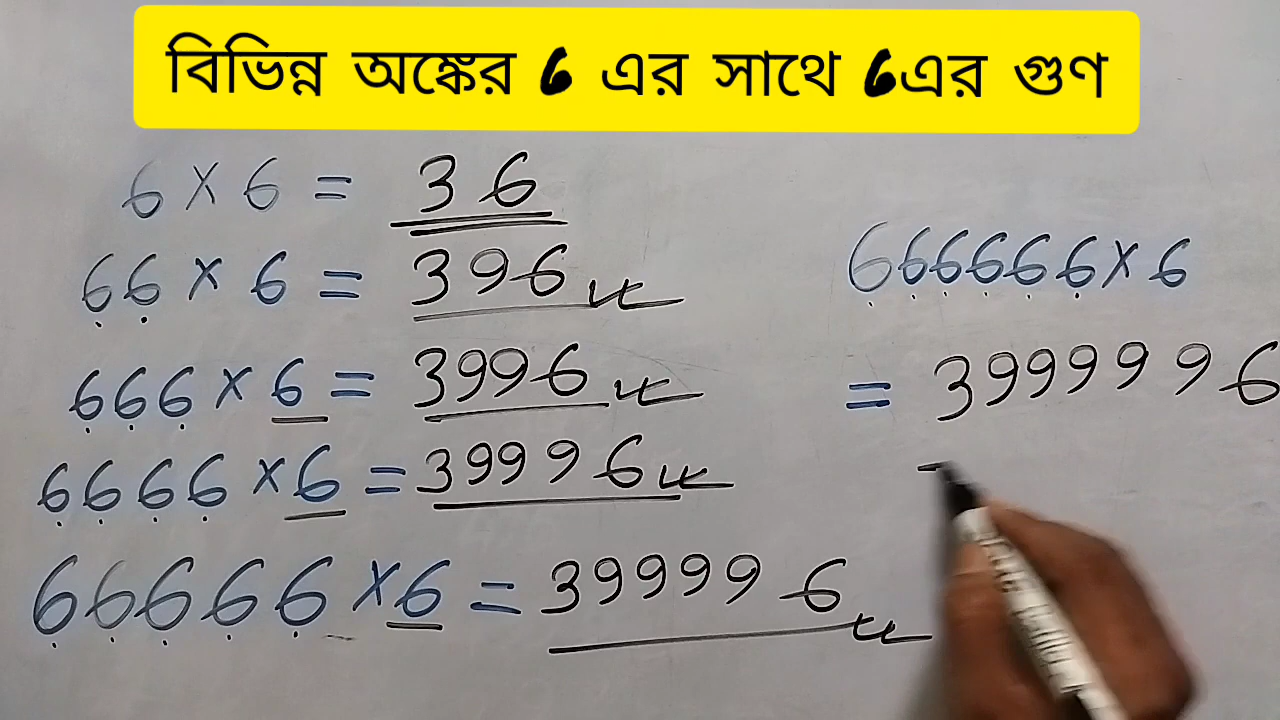 বিভিন্ন অঙ্কের 6 এর সাথে 6এর গুণ
6 × 6 = 36
66 × 6 = 396
666 × 6 = 3996
6666 × 6 = 39996
66666 × 6 = 399996
666666 × 6
= 3999996